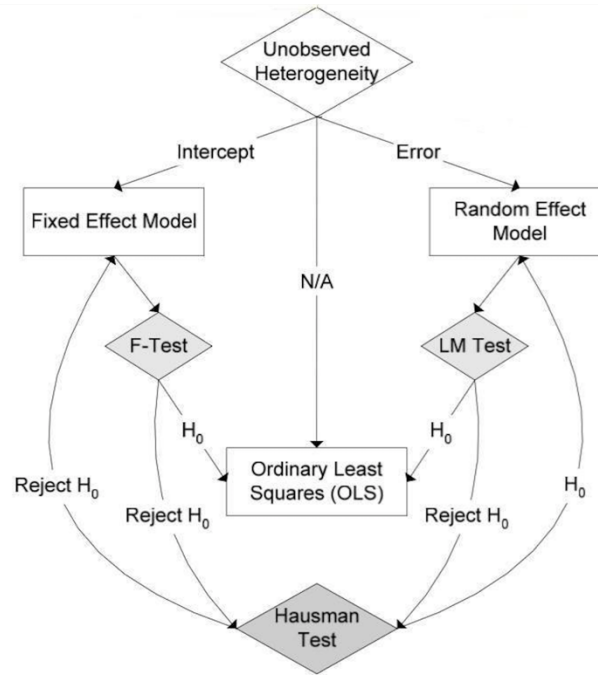 Unobserved
Heterogeneity
Intercept
Error
Fixed Effect Model
Random Effect
Model
N/A
F-Test
LM Test
H₀
H₀
Ordinary Least
Squares (OLS)
Reject H₀
Reject H₀
Reject H₀
H₀
Hausman
Test